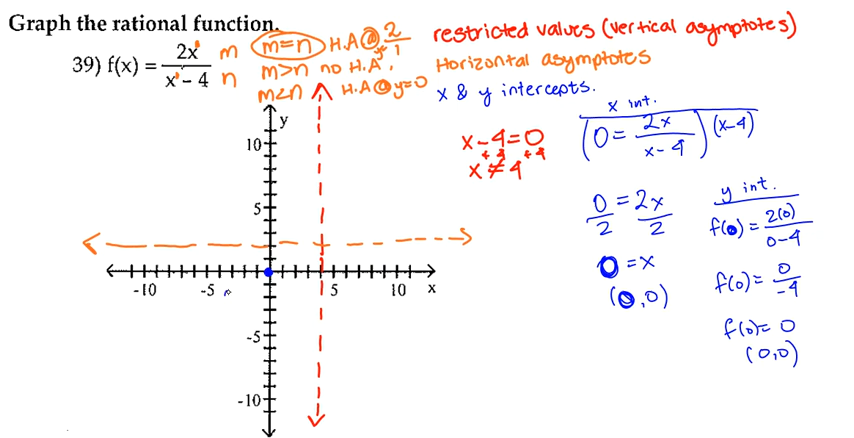 Graph the rational function.
39) f(x) = 2x¹ / x¹ - 4
m
n
m=n H.A @ y= 2/1
m>n no H.A.
m<n H.A @ y=0
restricted values (vertical asymptotes)
Horizontal asymptotes
x & y intercepts.
x - 4 = 0
+4 +4
x ≠ 4
x int.
(0 = 2x / x-4) (x-4)
0/2 = 2x/2
0 = x
(0,0)
y int.
f(0) = 2(0) / 0-4
f(0) = 0 / -4
f(0) = 0
(0,0)
y
10
5
-10 -5 5 10 x
-5
-10